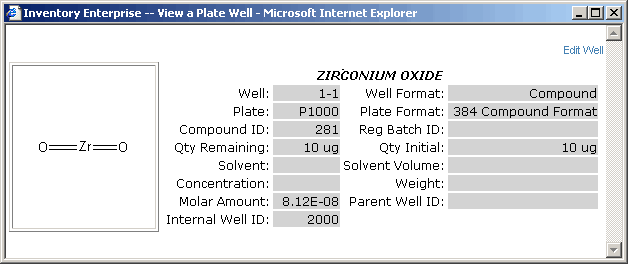 Inventory Enterprise -- View a Plate Well - Microsoft Internet Explorer
Edit Well
ZIRCONIUM OXIDE
Well: 1-1 Well Format: Compound
Plate: P1000 Plate Format: 384 Compound Format
Compound ID: 281 Reg Batch ID:
O Zr O Qty Remaining: 10 ug Qty Initial: 10 ug
Solvent: Solvent Volume:
Concentration: Weight:
Molar Amount: 8.12E-08 Parent Well ID:
Internal Well ID: 2000